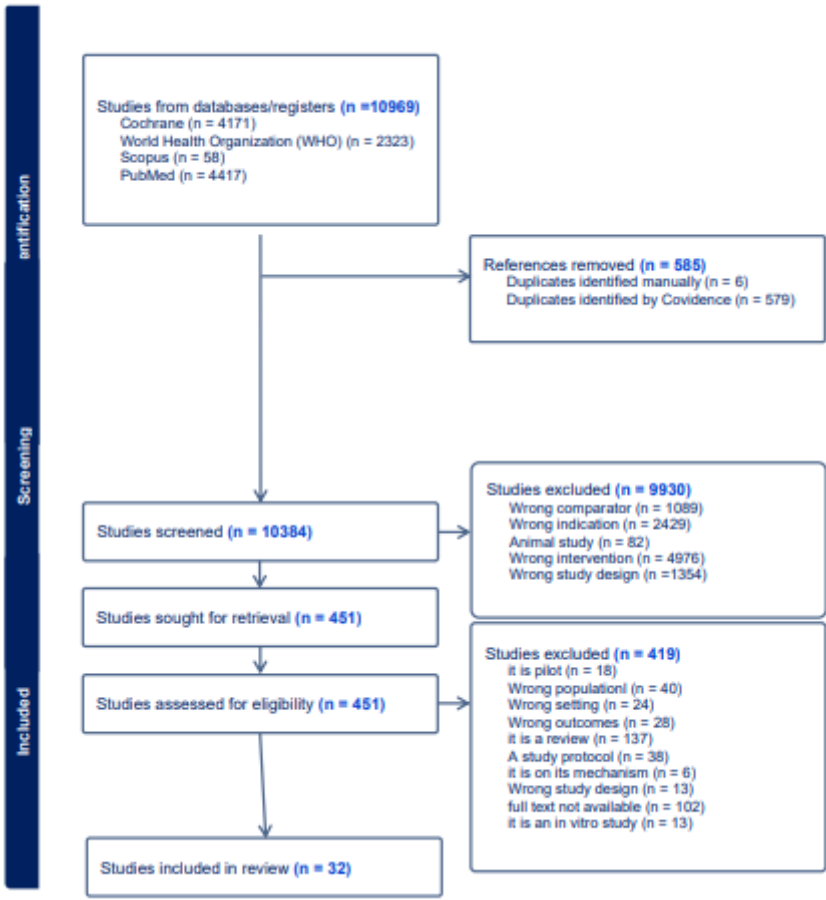 Studies from databases/registers (n =10969)
Cochrane (n = 4171)
World Health Organization (WHO) (n = 2323)
Scopus (n = 58)
PubMed (n = 4417)
entification
References removed (n = 585)
Duplicates identified manually (n = 6)
Duplicates identified by Covidence (n = 579)
Screening
Studies screened (n = 10384)
Studies excluded (n = 9930)
Wrong comparator (n = 1089)
Wrong indication (n = 2429)
Animal study (n = 82)
Wrong intervention (n = 4976)
Wrong study design (n =1354)
Studies sought for retrieval (n = 451)
Included
Studies assessed for eligibility (n = 451)
Studies excluded (n = 419)
it is pilot (n = 18)
Wrong populationl (n = 40)
Wrong setting (n = 24)
Wrong outcomes (n = 28)
it is a review (n = 137)
A study protocol (n = 38)
it is on its mechanism (n = 6)
Wrong study design (n = 13)
full text not available (n = 102)
it is an in vitro study (n = 13)
Studies included in review (n = 32)